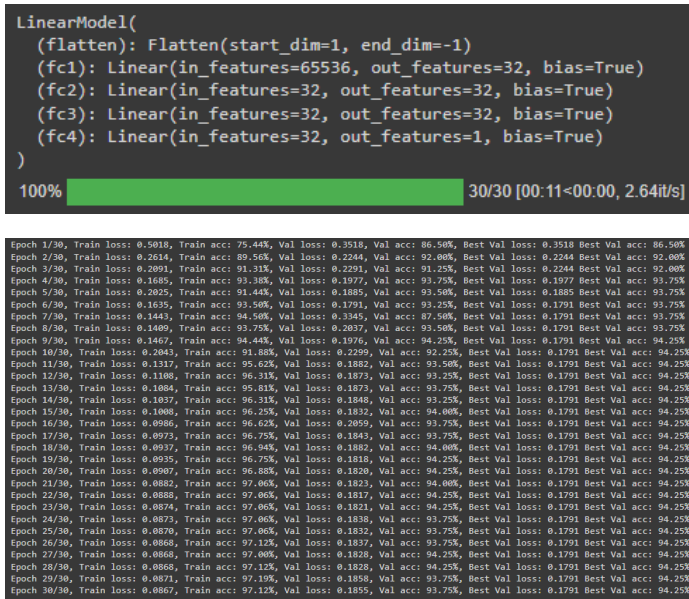 LinearModel(
(flatten): Flatten(start_dim=1, end_dim=-1)
(fc1): Linear(in_features=65536, out_features=32, bias=True)
(fc2): Linear(in_features=32, out_features=32, bias=True)
(fc3): Linear(in_features=32, out_features=32, bias=True)
(fc4): Linear(in_features=32, out_features=1, bias=True)
)
100% 30/30 [00:11<00:00, 2.64it/s]
Epoch 1/30, Train loss: 0.5018, Train acc: 75.44%, Val loss: 0.3518, Val acc: 86.50%, Best Val loss: 0.3518 Best Val acc: 86.50%
Epoch 2/30, Train loss: 0.2614, Train acc: 89.56%, Val loss: 0.2244, Val acc: 92.00%, Best Val loss: 0.2244 Best Val acc: 92.00%
Epoch 3/30, Train loss: 0.2091, Train acc: 91.31%, Val loss: 0.2291, Val acc: 91.25%, Best Val loss: 0.2244 Best Val acc: 92.00%
Epoch 4/30, Train loss: 0.1685, Train acc: 93.38%, Val loss: 0.1977, Val acc: 93.75%, Best Val loss: 0.1977 Best Val acc: 93.75%
Epoch 5/30, Train loss: 0.2025, Train acc: 91.44%, Val loss: 0.1885, Val acc: 93.50%, Best Val loss: 0.1885 Best Val acc: 93.75%
Epoch 6/30, Train loss: 0.1635, Train acc: 93.50%, Val loss: 0.1791, Val acc: 93.25%, Best Val loss: 0.1791 Best Val acc: 93.75%
Epoch 7/30, Train loss: 0.1443, Train acc: 94.50%, Val loss: 0.3345, Val acc: 87.50%, Best Val loss: 0.1791 Best Val acc: 93.75%
Epoch 8/30, Train loss: 0.1409, Train acc: 93.75%, Val loss: 0.2037, Val acc: 93.50%, Best Val loss: 0.1791 Best Val acc: 93.75%
Epoch 9/30, Train loss: 0.1467, Train acc: 94.44%, Val loss: 0.1976, Val acc: 94.25%, Best Val loss: 0.1791 Best Val acc: 94.25%
Epoch 10/30, Train loss: 0.2043, Train acc: 91.88%, Val loss: 0.2299, Val acc: 92.25%, Best Val loss: 0.1791 Best Val acc: 94.25%
Epoch 11/30, Train loss: 0.1317, Train acc: 95.62%, Val loss: 0.1882, Val acc: 93.50%, Best Val loss: 0.1791 Best Val acc: 94.25%
Epoch 12/30, Train loss: 0.1108, Train acc: 96.31%, Val loss: 0.1873, Val acc: 93.25%, Best Val loss: 0.1791 Best Val acc: 94.25%
Epoch 13/30, Train loss: 0.1084, Train acc: 95.81%, Val loss: 0.1873, Val acc: 93.75%, Best Val loss: 0.1791 Best Val acc: 94.25%
Epoch 14/30, Train loss: 0.1037, Train acc: 96.31%, Val loss: 0.1848, Val acc: 93.25%, Best Val loss: 0.1791 Best Val acc: 94.25%
Epoch 15/30, Train loss: 0.1008, Train acc: 96.25%, Val loss: 0.1832, Val acc: 94.00%, Best Val loss: 0.1791 Best Val acc: 94.25%
Epoch 16/30, Train loss: 0.0986, Train acc: 96.62%, Val loss: 0.2059, Val acc: 93.75%, Best Val loss: 0.1791 Best Val acc: 94.25%
Epoch 17/30, Train loss: 0.0973, Train acc: 96.75%, Val loss: 0.1843, Val acc: 93.75%, Best Val loss: 0.1791 Best Val acc: 94.25%
Epoch 18/30, Train loss: 0.0937, Train acc: 96.94%, Val loss: 0.1882, Val acc: 94.00%, Best Val loss: 0.1791 Best Val acc: 94.25%
Epoch 19/30, Train loss: 0.0935, Train acc: 96.75%, Val loss: 0.1818, Val acc: 94.25%, Best Val loss: 0.1791 Best Val acc: 94.25%
Epoch 20/30, Train loss: 0.0907, Train acc: 96.88%, Val loss: 0.1820, Val acc: 94.25%, Best Val loss: 0.1791 Best Val acc: 94.25%
Epoch 21/30, Train loss: 0.0882, Train acc: 97.06%, Val loss: 0.1823, Val acc: 94.00%, Best Val loss: 0.1791 Best Val acc: 94.25%
Epoch 22/30, Train loss: 0.0888, Train acc: 97.06%, Val loss: 0.1817, Val acc: 94.25%, Best Val loss: 0.1791 Best Val acc: 94.25%
Epoch 23/30, Train loss: 0.0874, Train acc: 97.06%, Val loss: 0.1821, Val acc: 94.25%, Best Val loss: 0.1791 Best Val acc: 94.25%
Epoch 24/30, Train loss: 0.0873, Train acc: 97.06%, Val loss: 0.1838, Val acc: 93.75%, Best Val loss: 0.1791 Best Val acc: 94.25%
Epoch 25/30, Train loss: 0.0870, Train acc: 97.06%, Val loss: 0.1832, Val acc: 93.75%, Best Val loss: 0.1791 Best Val acc: 94.25%
Epoch 26/30, Train loss: 0.0868, Train acc: 97.12%, Val loss: 0.1837, Val acc: 93.75%, Best Val loss: 0.1791 Best Val acc: 94.25%
Epoch 27/30, Train loss: 0.0868, Train acc: 97.00%, Val loss: 0.1828, Val acc: 94.25%, Best Val loss: 0.1791 Best Val acc: 94.25%
Epoch 28/30, Train loss: 0.0868, Train acc: 97.12%, Val loss: 0.1828, Val acc: 94.25%, Best Val loss: 0.1791 Best Val acc: 94.25%
Epoch 29/30, Train loss: 0.0871, Train acc: 97.19%, Val loss: 0.1858, Val acc: 93.75%, Best Val loss: 0.1791 Best Val acc: 94.25%
Epoch 30/30, Train loss: 0.0867, Train acc: 97.12%, Val loss: 0.1855, Val acc: 93.75%, Best Val loss: 0.1791 Best Val acc: 94.25%